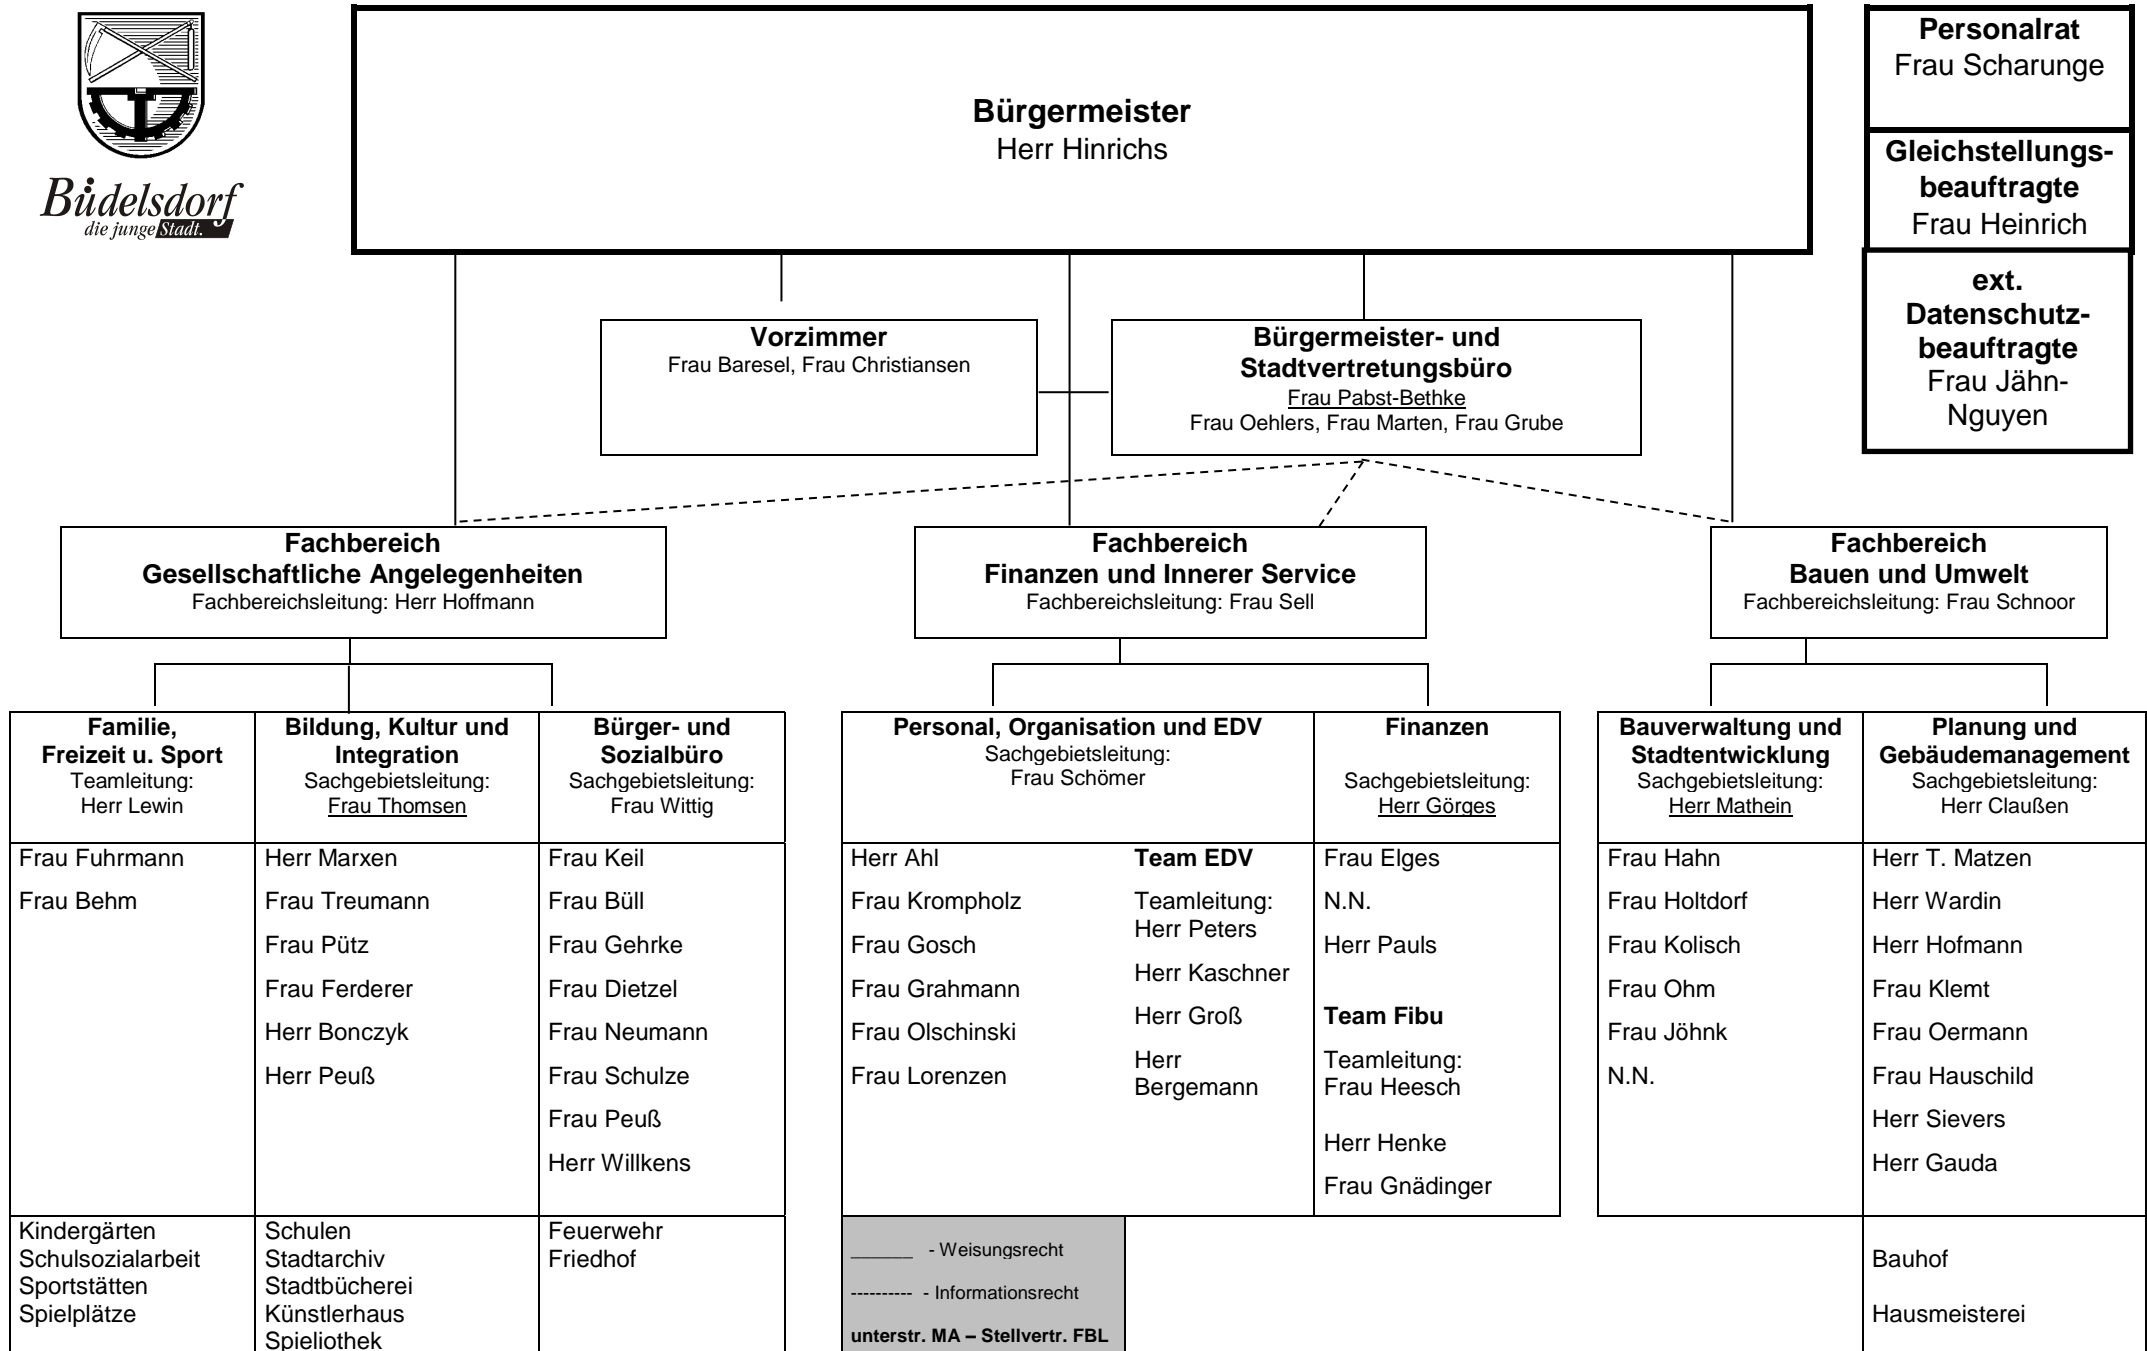 Büdelsdorf
die junge Stadt.
Bürgermeister
Herr Hinrichs
Personalrat
Frau Scharunge
Gleichstellungs-
beauftragte
Frau Heinrich
ext.
Datenschutz-
beauftragte
Frau Jähn-
Nguyen
Vorzimmer
Frau Baresel, Frau Christiansen
Bürgermeister- und
Stadtvertretungsbüro
Frau Pabst-Bethke
Frau Oehlers, Frau Marten, Frau Grube
Fachbereich
Gesellschaftliche Angelegenheiten
Fachbereichsleitung: Herr Hoffmann
Fachbereich
Finanzen und Innerer Service
Fachbereichsleitung: Frau Sell
Fachbereich
Bauen und Umwelt
Fachbereichsleitung: Frau Schnoor
Familie,
Freizeit u. Sport
Teamleitung:
Herr Lewin
Frau Fuhrmann
Frau Behm
Kindergärten
Schulsozialarbeit
Sportstätten
Spielplätze
Bildung, Kultur und
Integration
Sachgebietsleitung:
Frau Thomsen
Herr Marxen
Frau Treumann
Frau Pütz
Frau Ferderer
Herr Bonczyk
Herr Peuß
Schulen
Stadtarchiv
Stadtbücherei
Künstlerhaus
Spieliothek
Bürger- und
Sozialbüro
Sachgebietsleitung:
Frau Wittig
Frau Keil
Frau Büll
Frau Gehrke
Frau Dietzel
Frau Neumann
Frau Schulze
Frau Peuß
Herr Willkens
Feuerwehr
Friedhof
Personal, Organisation und EDV
Sachgebietsleitung:
Frau Schömer
Herr Ahl
Frau Krompholz
Frau Gosch
Frau Grahmann
Frau Olschinski
Frau Lorenzen
Team EDV
Teamleitung:
Herr Peters
Herr Kaschner
Herr Groß
Herr
Bergemann
Finanzen
Sachgebietsleitung:
Herr Görges
Frau Elges
N.N.
Herr Pauls
Team Fibu
Teamleitung:
Frau Heesch
Herr Henke
Frau Gnädinger
______ - Weisungsrecht
---------- - Informationsrecht
unterstr. MA – Stellvertr. FBL
Bauverwaltung und
Stadtentwicklung
Sachgebietsleitung:
Herr Mathein
Frau Hahn
Frau Holtdorf
Frau Kolisch
Frau Ohm
Frau Jöhnk
N.N.
Planung und
Gebäudemanagement
Sachgebietsleitung:
Herr Claußen
Herr T. Matzen
Herr Wardin
Herr Hofmann
Frau Klemt
Frau Oermann
Frau Hauschild
Herr Sievers
Herr Gauda
Bauhof
Hausmeisterei